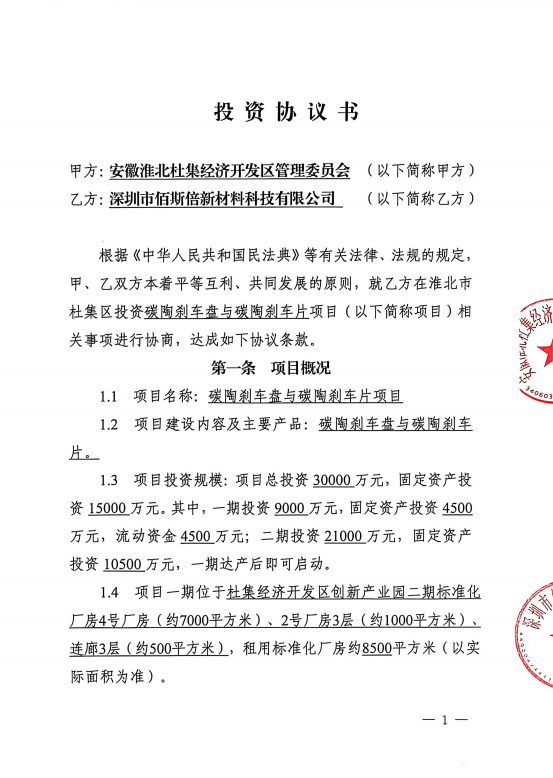 投资协议书
甲方：安徽淮北杜集经济开发区管理委员会 （以下简称甲方）
乙方：深圳市佰斯倍新材料科技有限公司 （以下简称乙方）
根据《中华人民共和国民法典》等有关法律、法规的规定，
甲、乙双方本着平等互利、共同发展的原则，就乙方在淮北市
杜集区投资碳陶刹车盘与碳陶刹车片项目（以下简称项目）相
关事项进行协商，达成如下协议条款。
第一条 项目概况
1.1 项目名称：碳陶刹车盘与碳陶刹车片项目
1.2 项目建设内容及主要产品：碳陶刹车盘与碳陶刹车
片。
1.3 项目投资规模：项目总投资 30000 万元，固定资产投
资 15000 万元。其中，一期投资 9000 万元，固定资产投资 4500
万元，流动资金 4500 万元；二期投资 21000 万元，固定资产
投资 10500 万元，一期达产后即可启动。
1.4 项目一期位于杜集经济开发区创新产业园二期标准化
厂房4号厂房（约7000平方米）、2号厂房3层（约1000平方米）、
连廊3层（约500平方米），租用标准化厂房约8500平方米（以实
际面积为准）。
— 1 —
杜集经济
34060
深圳市